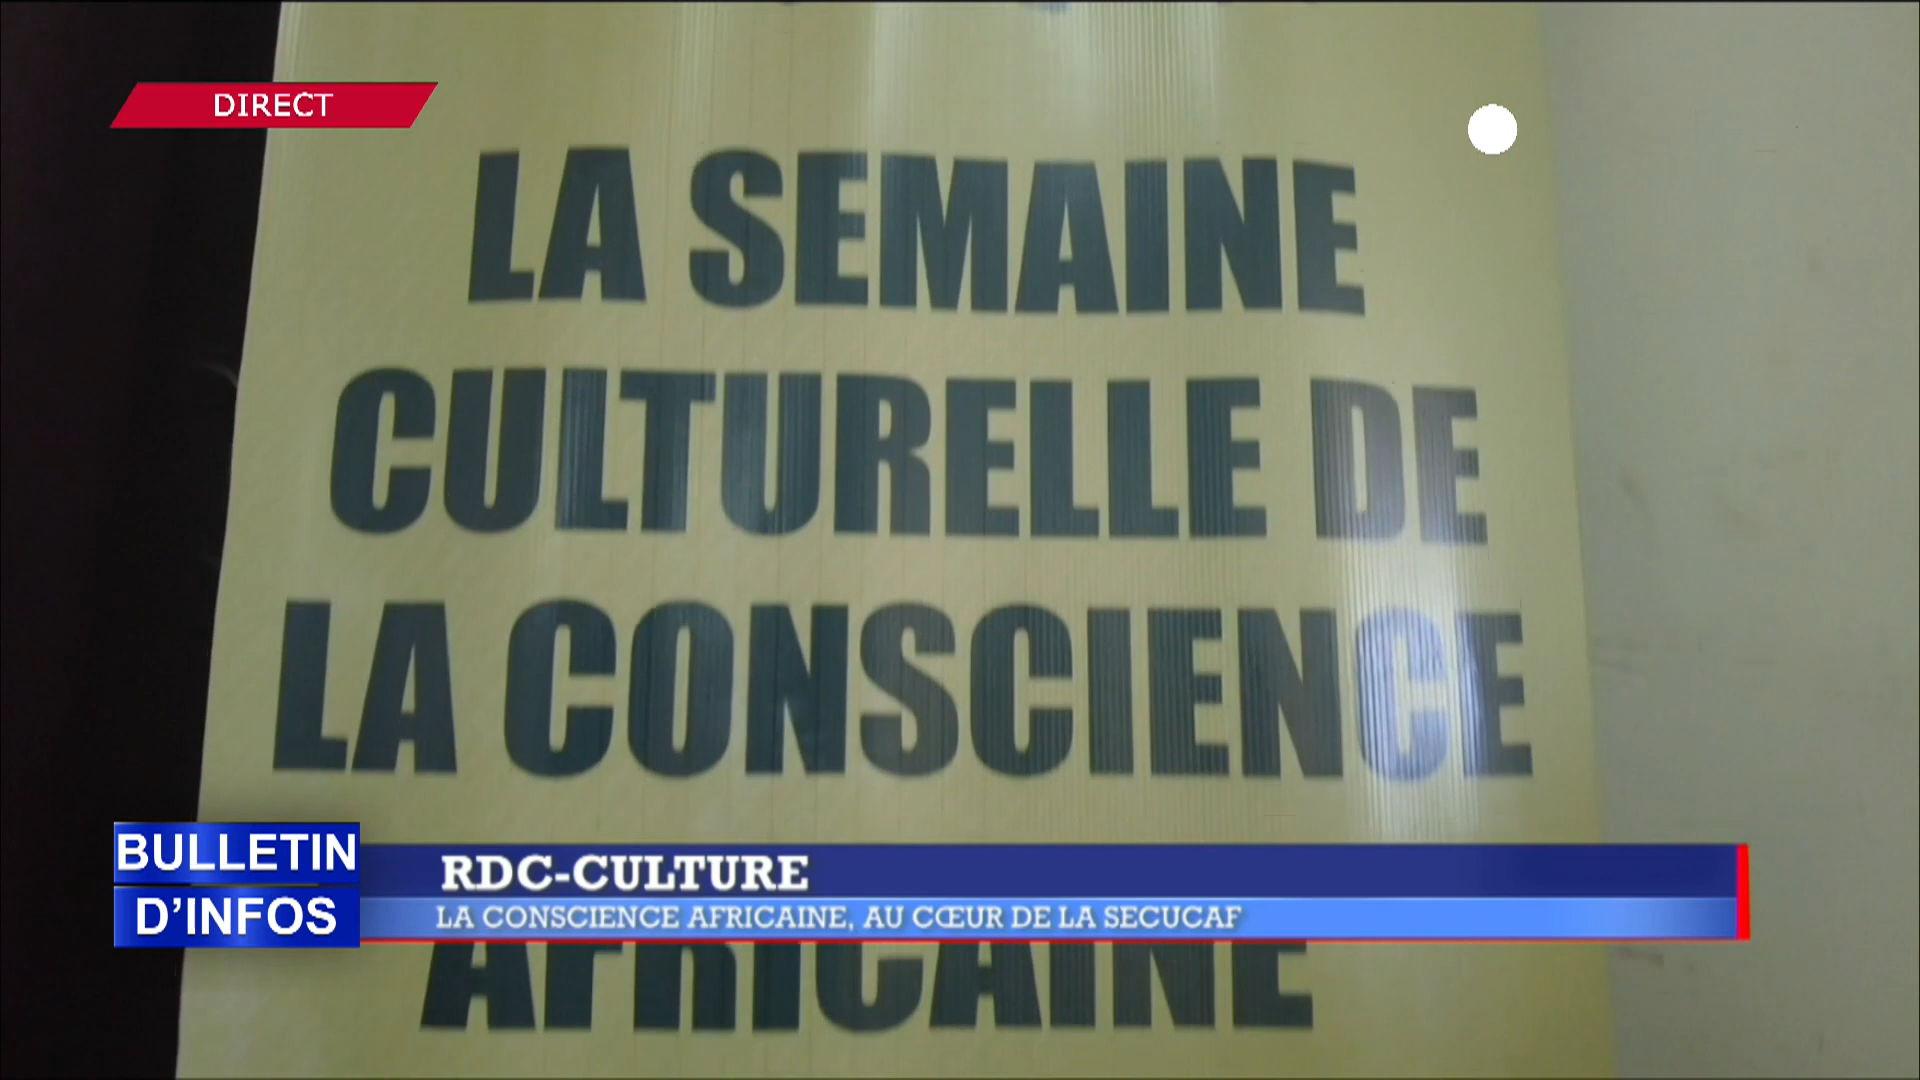 DIRECT
LA SEMAINE
CULTURELLE DE
LA CONSCIENCE
AFRICAINE
BULLETIN
D'INFOS
RDC-CULTURE
LA CONSCIENCE AFRICAINE, AU CŒUR DE LA SECUCAF